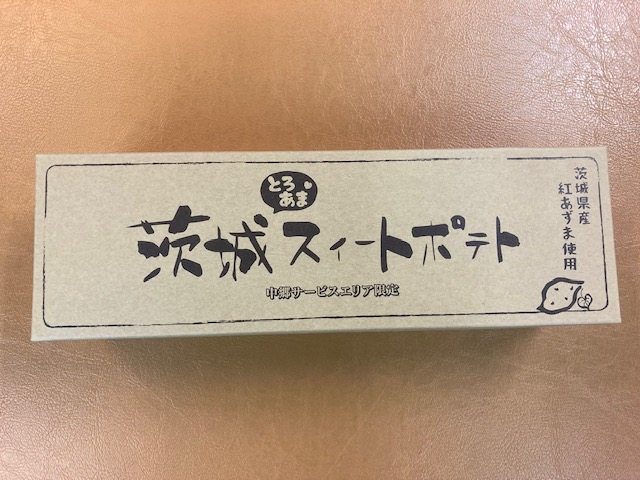 とろ
あま
茨城スィートポテト
中郷サービスエリア限定
茨城県産
紅あずま使用